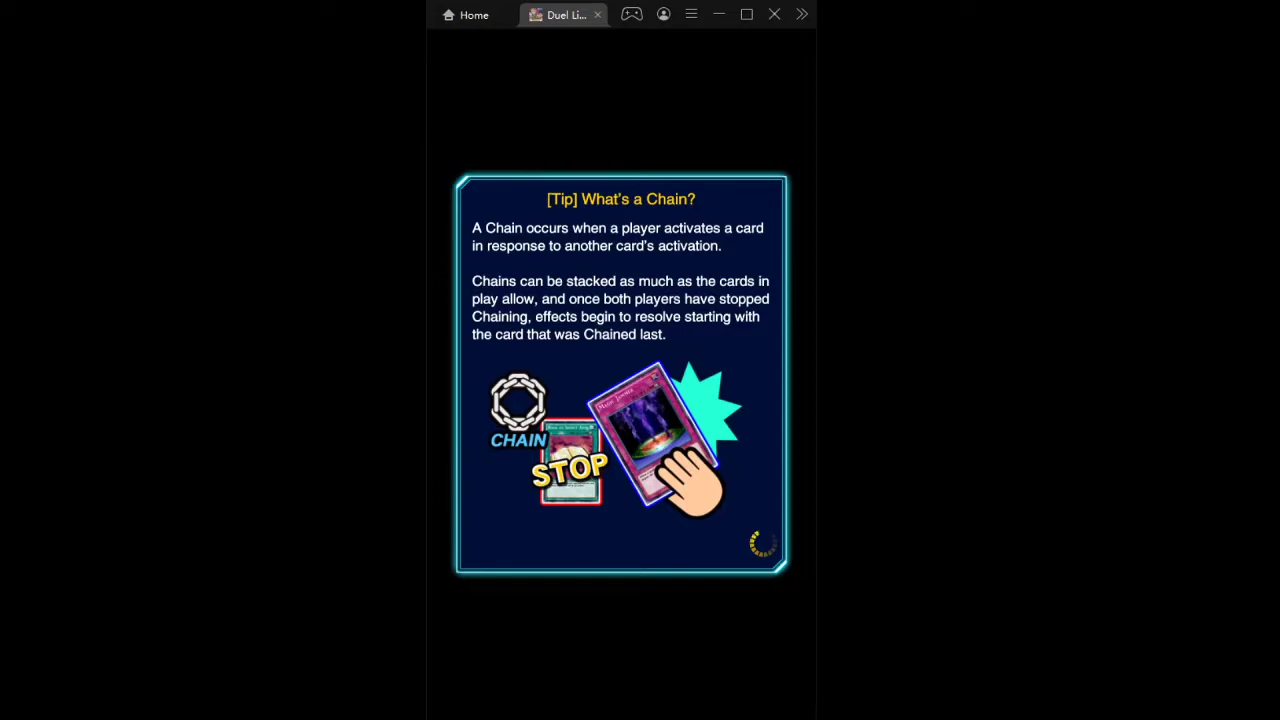 Home
Duel Li...
[Tip] What's a Chain?
A Chain occurs when a player activates a card
in response to another card's activation.
Chains can be stacked as much as the cards in
play allow, and once both players have stopped
Chaining, effects begin to resolve starting with
the card that was Chained last.
CHAIN
STOP
Magic Jammer